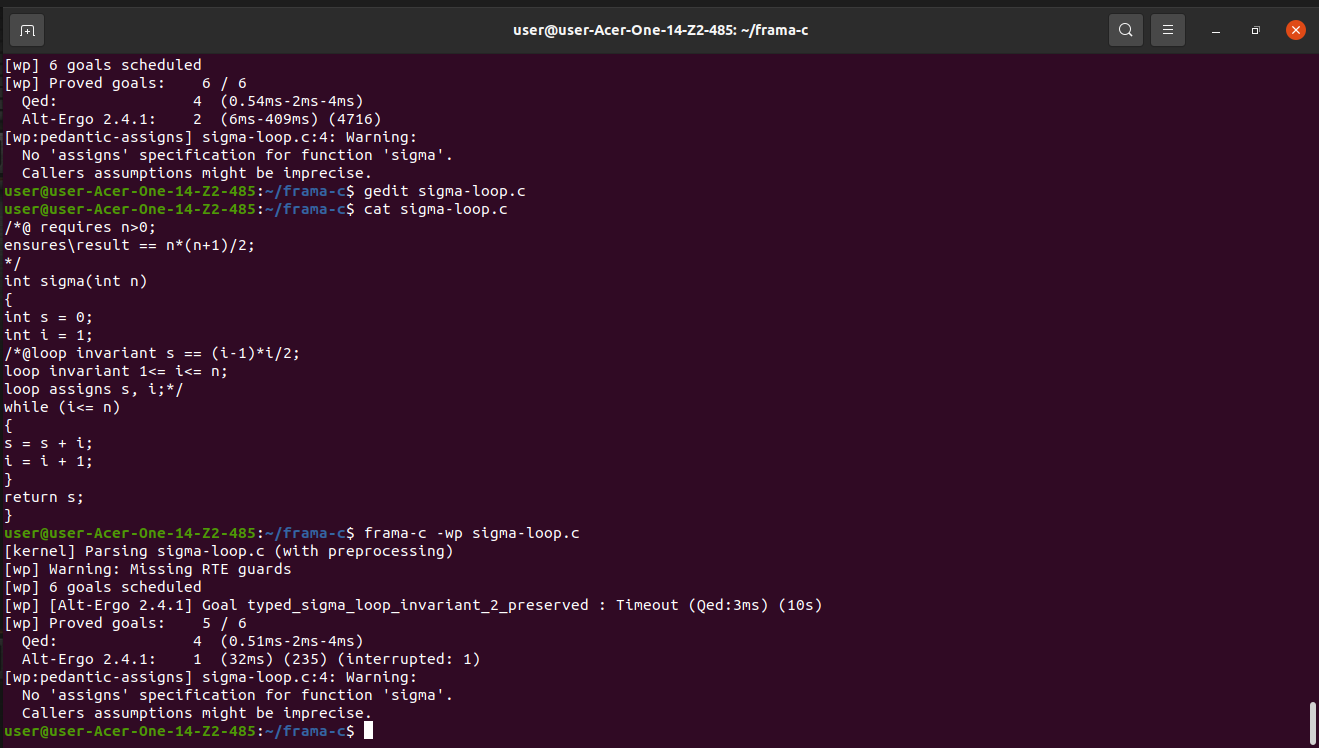 user@user-Acer-One-14-Z2-485: ~/frama-c
[wp] 6 goals scheduled
[wp] Proved goals:    6 / 6
  Qed:               4  (0.54ms-2ms-4ms)
  Alt-Ergo 2.4.1:    2  (6ms-409ms) (4716)
[wp:pedantic-assigns] sigma-loop.c:4: Warning:
  No 'assigns' specification for function 'sigma'.
  Callers assumptions might be imprecise.
user@user-Acer-One-14-Z2-485:~/frama-c$ gedit sigma-loop.c
user@user-Acer-One-14-Z2-485:~/frama-c$ cat sigma-loop.c
/*@ requires n>0;
ensures\result == n*(n+1)/2;
*/
int sigma(int n)
{
int s = 0;
int i = 1;
/*@loop invariant s == (i-1)*i/2;
loop invariant 1<= i<= n;
loop assigns s, i;*/
while (i<= n)
{
s = s + i;
i = i + 1;
}
return s;
}
user@user-Acer-One-14-Z2-485:~/frama-c$ frama-c -wp sigma-loop.c
[kernel] Parsing sigma-loop.c (with preprocessing)
[wp] Warning: Missing RTE guards
[wp] 6 goals scheduled
[wp] [Alt-Ergo 2.4.1] Goal typed_sigma_loop_invariant_2_preserved : Timeout (Qed:3ms) (10s)
[wp] Proved goals:    5 / 6
  Qed:               4  (0.51ms-2ms-4ms)
  Alt-Ergo 2.4.1:    1  (32ms) (235) (interrupted: 1)
[wp:pedantic-assigns] sigma-loop.c:4: Warning:
  No 'assigns' specification for function 'sigma'.
  Callers assumptions might be imprecise.
user@user-Acer-One-14-Z2-485:~/frama-c$